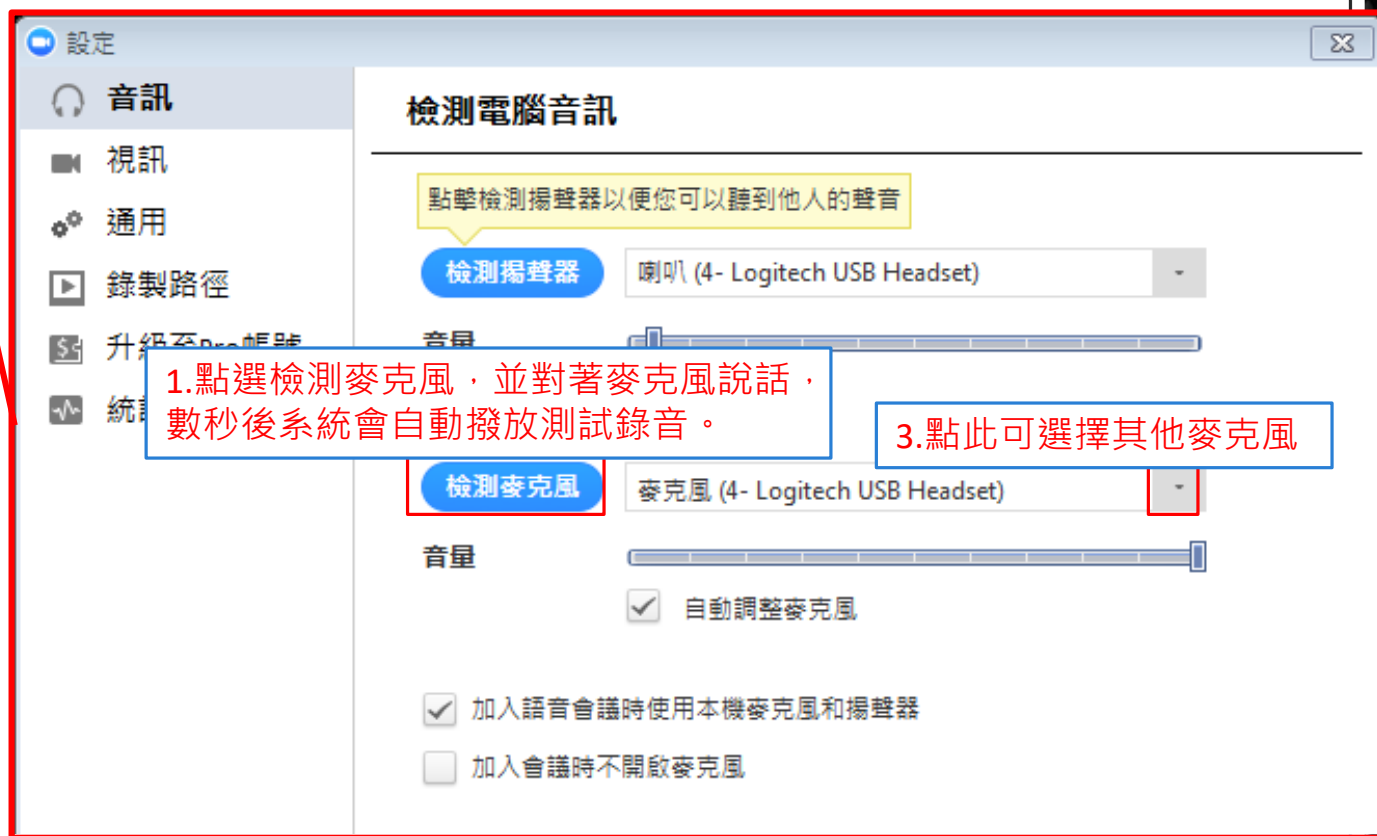 設定
音訊
視訊
通用
錄製路徑
升級至Pro帳號
檢測電腦音訊
點擊檢測揚聲器以便您可以聽到他人的聲音
檢測揚聲器
喇叭 (4- Logitech USB Headset)
音量
1.點選檢測麥克風，並對著麥克風說話，
數秒後系統會自動撥放測試錄音。
3.點此可選擇其他麥克風
檢測麥克風
麥克風 (4- Logitech USB Headset)
音量
自動調整麥克風
加入語音會議時使用本機麥克風和揚聲器
加入會議時不開啟麥克風